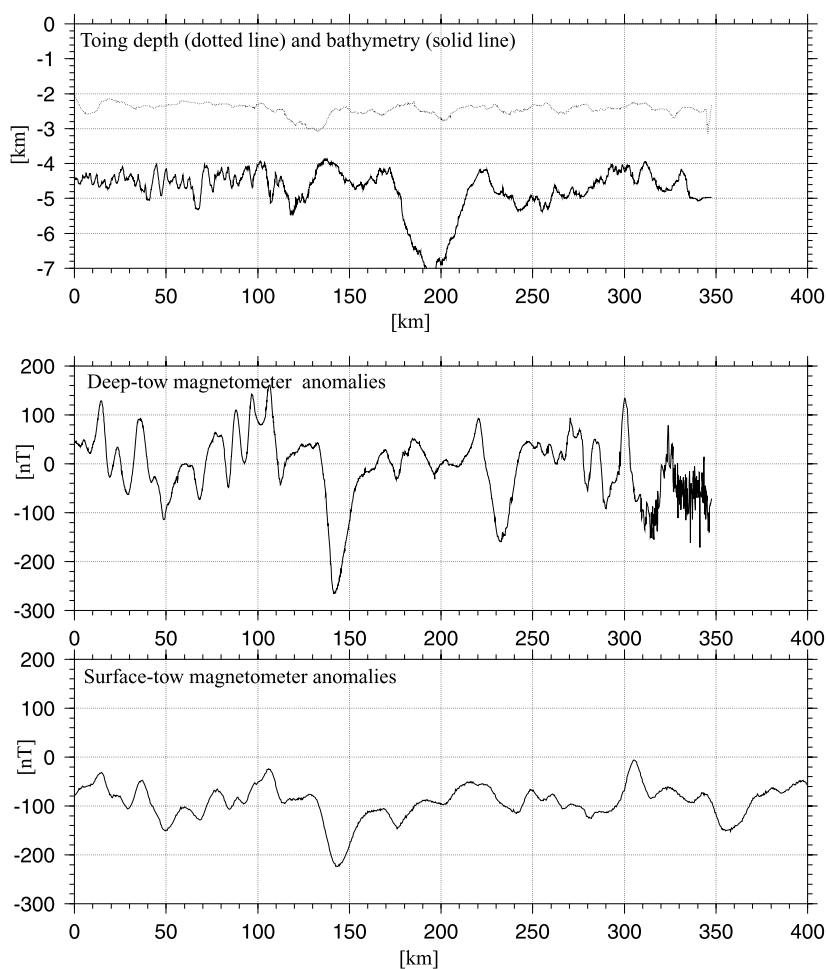 0
Toing depth (dotted line) and bathymetry (solid line)
-1
-2
-3
[km]
-4
-5
-6
-7
0 50 100 150 200 250 300 350 400
[km]
200
Deep-tow magnetometer anomalies
100
0
[nT]
-100
-200
-300
0 50 100 150 200 250 300 350 400
200
Surface-tow magnetometer anomalies
100
0
[nT]
-100
-200
-300
0 50 100 150 200 250 300 350 400
[km]